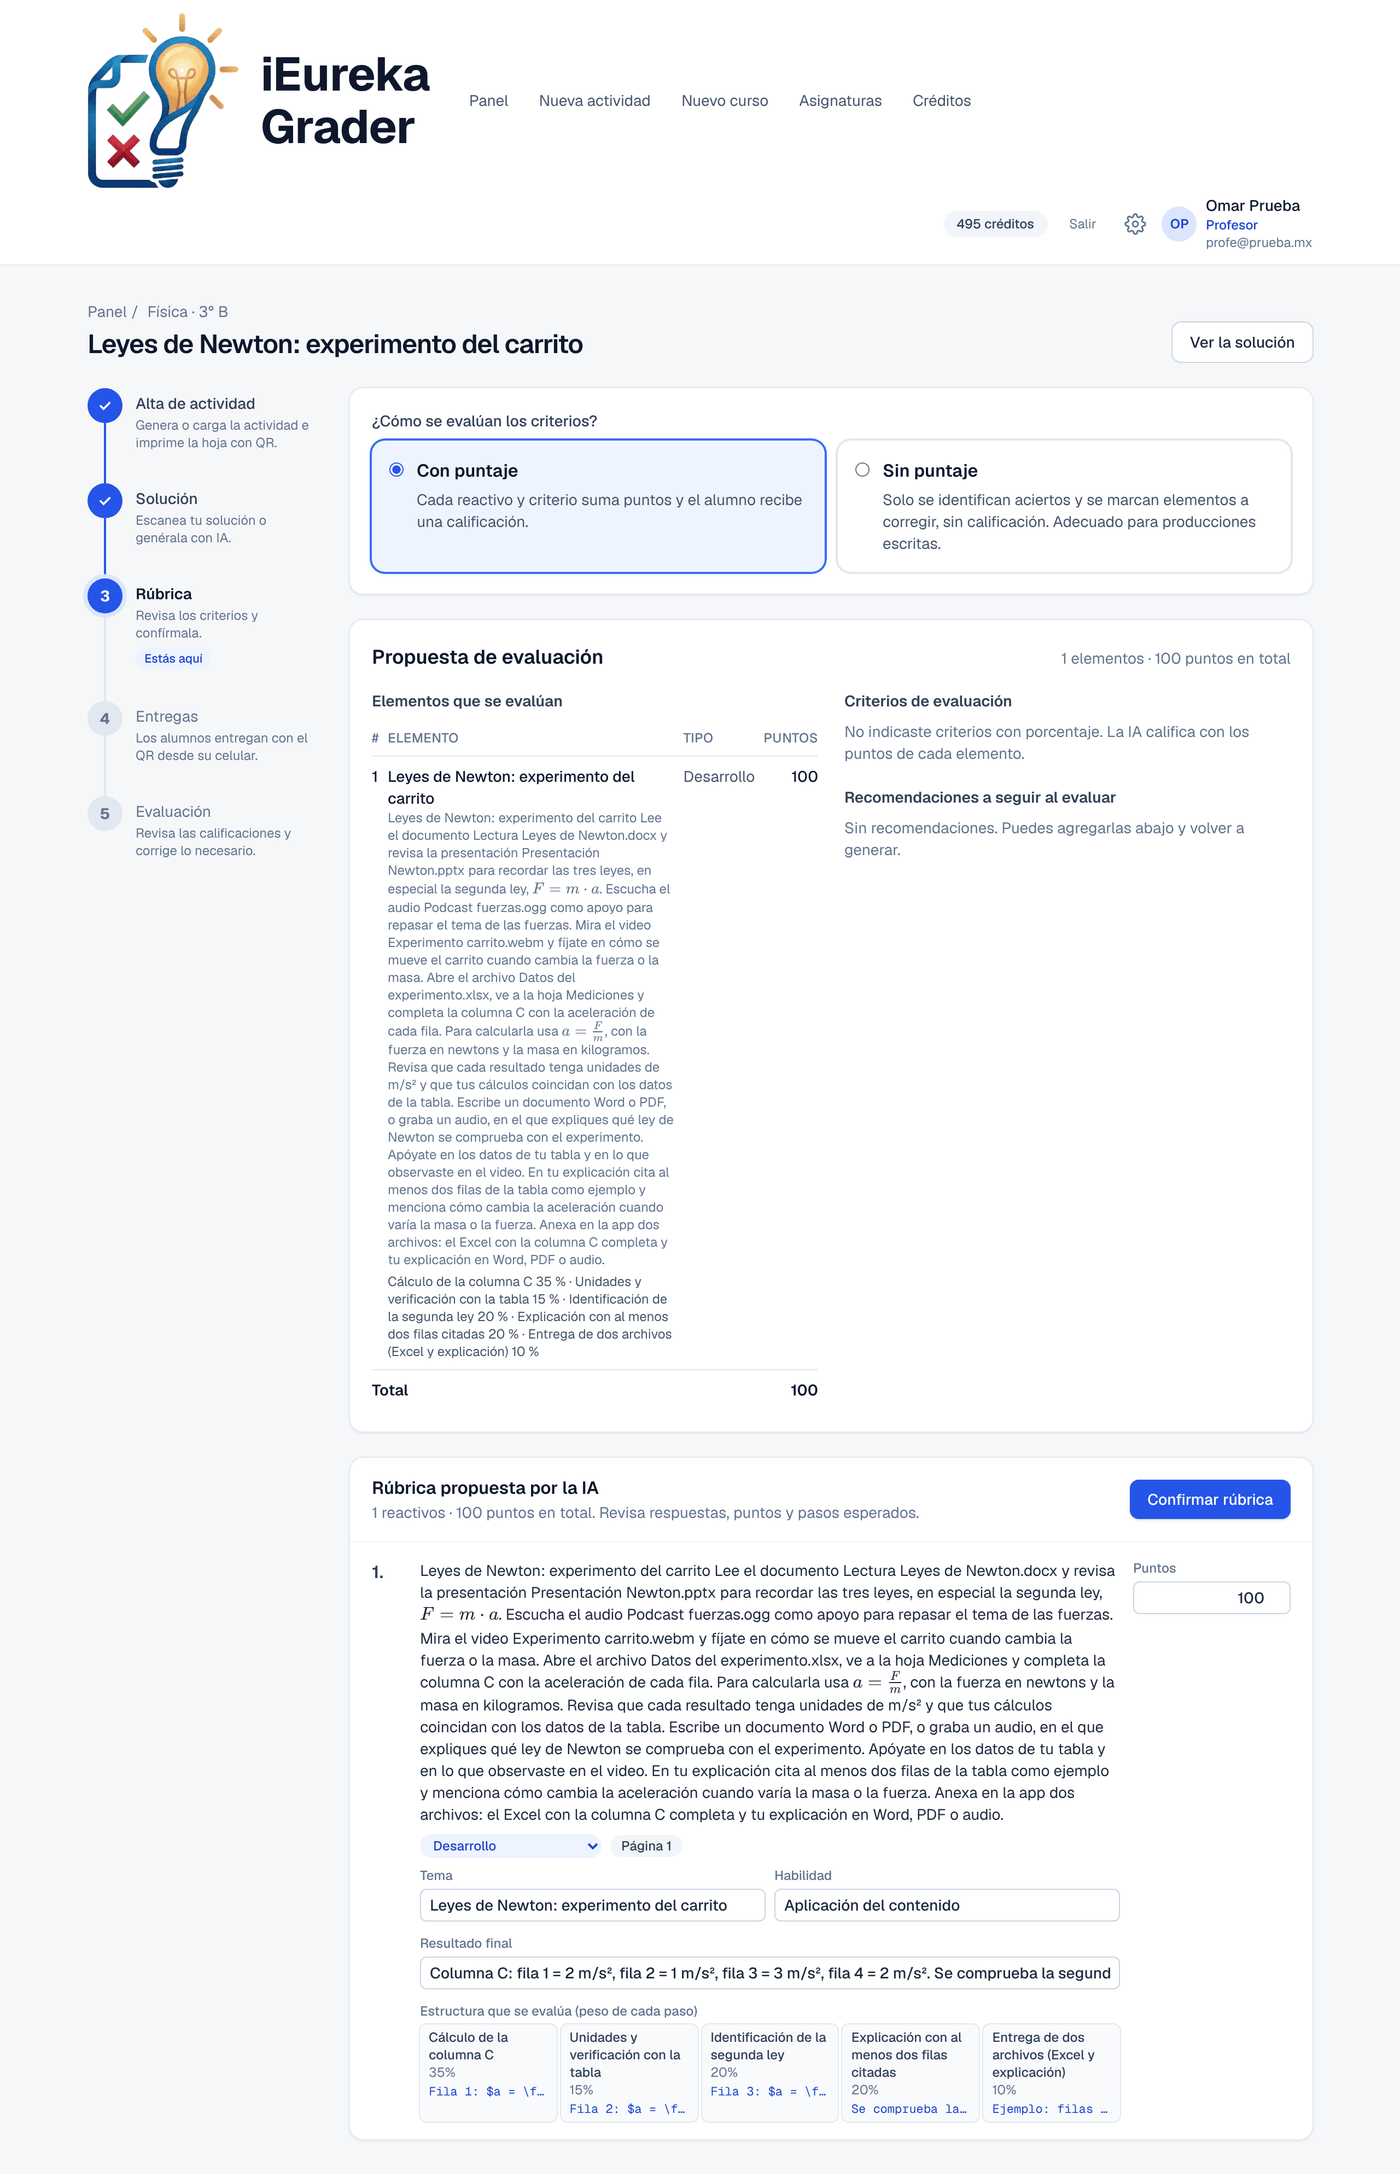 iEureka
Grader
Panel
Nueva actividad
Nuevo curso
Asignaturas
Créditos
495 créditos
Salir
OP
Omar Prueba
Profesor
profe@prueba.mx
Panel / Física · 3° B
Leyes de Newton: experimento del carrito
Ver la solución
Alta de actividad
Genera o carga la actividad e
imprime la hoja con QR.
Solución
Escanea tu solución o
genérala con IA.
3
Rúbrica
Revisa los criterios y
confírmala.
Estás aquí
4
Entregas
Los alumnos entregan con el
QR desde su celular.
5
Evaluación
Revisa las calificaciones y
corrige lo necesario.
¿Cómo se evalúan los criterios?
Con puntaje
Cada reactivo y criterio suma puntos y el alumno recibe
una calificación.
Sin puntaje
Solo se identifican aciertos y se marcan elementos a
corregir, sin calificación. Adecuado para producciones
escritas.
Propuesta de evaluación
1 elementos · 100 puntos en total
Elementos que se evalúan
# ELEMENTO TIPO PUNTOS
1 Leyes de Newton: experimento del Desarrollo 100
carrito
Leyes de Newton: experimento del carrito Lee
el documento Lectura Leyes de Newton.docx y
revisa la presentación Presentación
Newton.pptx para recordar las tres leyes, en
especial la segunda ley, F = m · a. Escucha el
audio Podcast fuerzas.ogg como apoyo para
repasar el tema de las fuerzas. Mira el video
Experimento carrito.webm y fíjate en cómo se
mueve el carrito cuando cambia la fuerza o la
masa. Abre el archivo Datos del
experimento.xlsx, ve a la hoja Mediciones y
completa la columna C con la aceleración de
cada fila. Para calcularla usa a = F/m, con la
fuerza en newtons y la masa en kilogramos.
Revisa que cada resultado tenga unidades de
m/s² y que tus cálculos coincidan con los datos
de la tabla. Escribe un documento Word o PDF,
o graba un audio, en el que expliques qué ley de
Newton se comprueba con el experimento.
Apóyate en los datos de tu tabla y en lo que
observaste en el video. En tu explicación cita al
menos dos filas de la tabla como ejemplo y
menciona cómo cambia la aceleración cuando
varía la masa o la fuerza. Anexa en la app dos
archivos: el Excel con la columna C completa y
tu explicación en Word, PDF o audio.
Cálculo de la columna C 35 % · Unidades y
verificación con la tabla 15 % · Identificación de
la segunda ley 20 % · Explicación con al menos
dos filas citadas 20 % · Entrega de dos archivos
(Excel y explicación) 10 %
Total 100
Criterios de evaluación
No indicaste criterios con porcentaje. La IA califica con los
puntos de cada elemento.
Recomendaciones a seguir al evaluar
Sin recomendaciones. Puedes agregarlas abajo y volver a
generar.
Rúbrica propuesta por la IA
1 reactivos · 100 puntos en total. Revisa respuestas, puntos y pasos esperados.
Confirmar rúbrica
1.
Leyes de Newton: experimento del carrito Lee el documento Lectura Leyes de Newton.docx y revisa
la presentación Presentación Newton.pptx para recordar las tres leyes, en especial la segunda ley,
F = m · a. Escucha el audio Podcast fuerzas.ogg como apoyo para repasar el tema de las fuerzas.
Mira el video Experimento carrito.webm y fíjate en cómo se mueve el carrito cuando cambia la
fuerza o la masa. Abre el archivo Datos del experimento.xlsx, ve a la hoja Mediciones y completa la
columna C con la aceleración de cada fila. Para calcularla usa a = F/m, con la fuerza en newtons y la
masa en kilogramos. Revisa que cada resultado tenga unidades de m/s² y que tus cálculos
coincidan con los datos de la tabla. Escribe un documento Word o PDF, o graba un audio, en el que
expliques qué ley de Newton se comprueba con el experimento. Apóyate en los datos de tu tabla y
en lo que observaste en el video. En tu explicación cita al menos dos filas de la tabla como ejemplo
y menciona cómo cambia la aceleración cuando varía la masa o la fuerza. Anexa en la app dos
archivos: el Excel con la columna C completa y tu explicación en Word, PDF o audio.
Puntos
100
Desarrollo
Página 1
Tema
Leyes de Newton: experimento del carrito
Habilidad
Aplicación del contenido
Resultado final
Columna C: fila 1 = 2 m/s², fila 2 = 1 m/s², fila 3 = 3 m/s², fila 4 = 2 m/s². Se comprueba la segund
Estructura que se evalúa (peso de cada paso)
Cálculo de la
columna C
35%
Fila 1: $a = \f…
Unidades y
verificación con la
tabla
15%
Fila 2: $a = \f…
Identificación de la
segunda ley
20%
Fila 3: $a = \f…
Explicación con al
menos dos filas
citadas
20%
Se comprueba la…
Entrega de dos
archivos (Excel y
explicación)
10%
Ejemplo: filas …